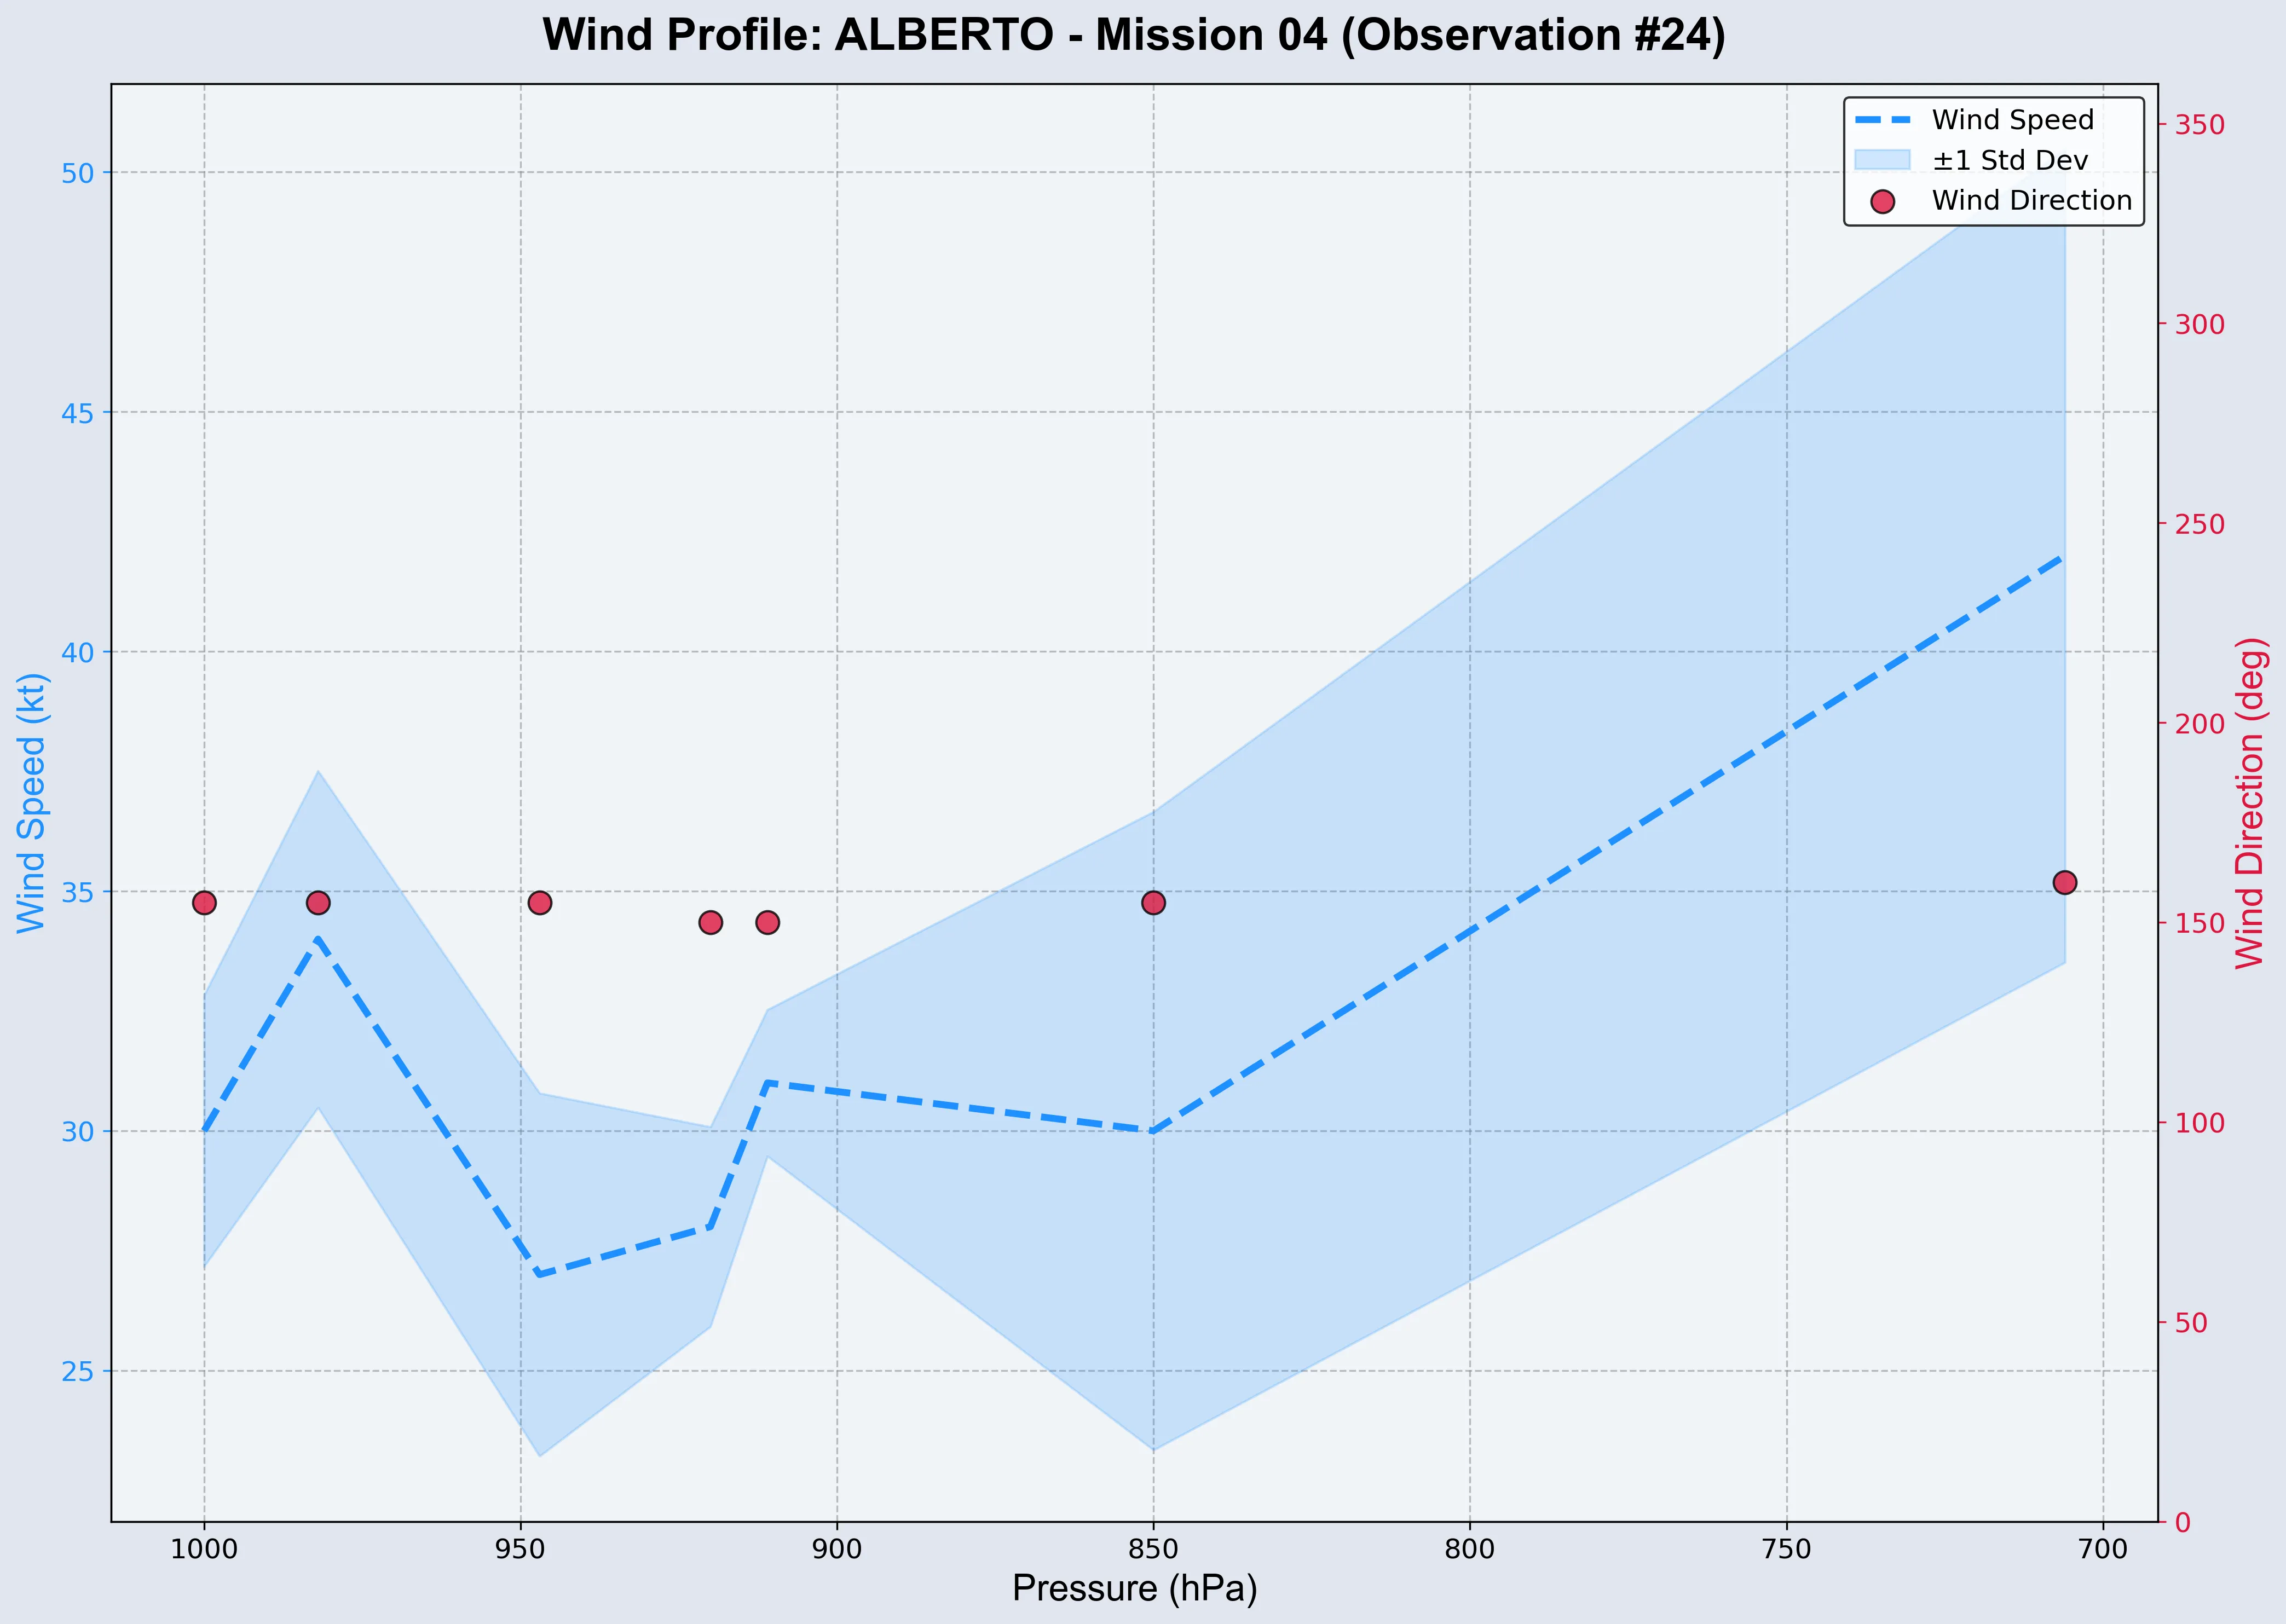 Wind Profile: ALBERTO - Mission 04 (Observation #24)
Wind Speed
±1 Std Dev
Wind Direction
Wind Speed (kt)
50
45
40
35
30
25
350
300
250
200
150
100
50
0
Wind Direction (deg)
1000 950 900 850 800 750 700
Pressure (hPa)